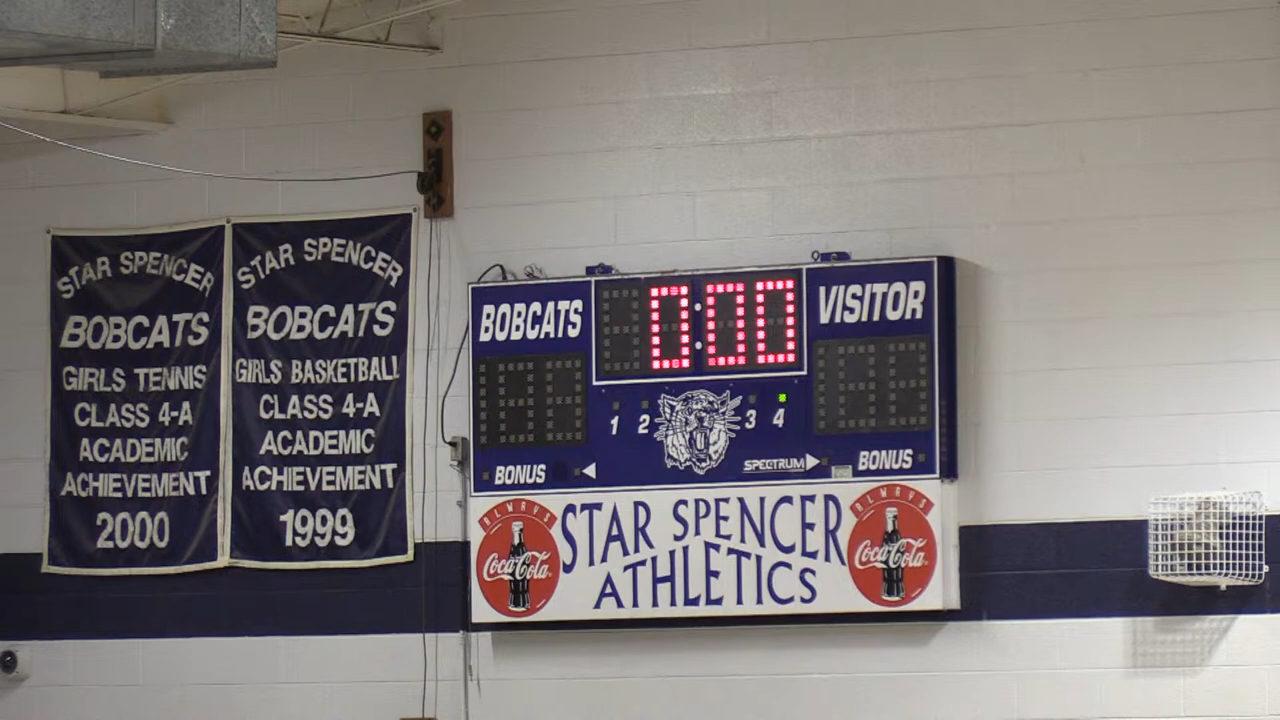 STAR SPENCER
BOBCATS
GIRLS TENNIS
CLASS 4-A
ACADEMIC
ACHIEVEMENT
2000
STAR SPENCER
BOBCATS
GIRLS BASKETBALL
CLASS 4-A
ACADEMIC
ACHIEVEMENT
1999
BOBCATS
0:00
VISITOR
1 2 3 4
BONUS
SPECTRUM
BONUS
ALWAYS
Coca-Cola
STAR SPENCER
ATHLETICS
ALWAYS
Coca-Cola